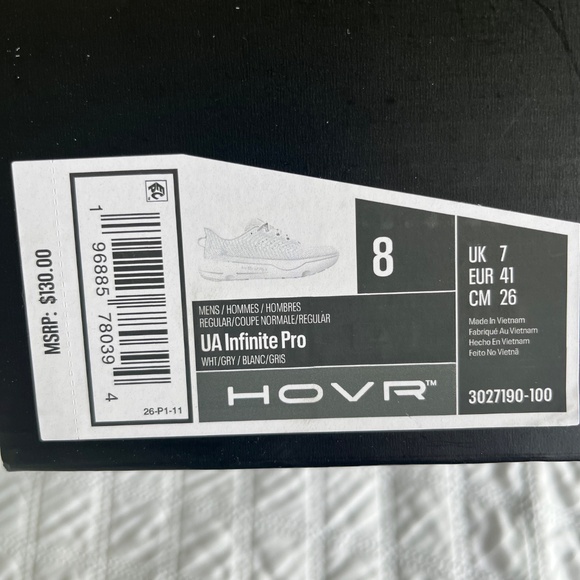 MSRP: $130.00
1 96885 78039 4
26-P1-11
8
MENS / HOMMES / HOMBRES
REGULAR/COUPE NORMALE/REGULAR
UA Infinite Pro
WHT/GRY / BLANC/GRIS
HOVR™
UK 7
EUR 41
CM 26
Made In Vietnam
Fabriqué Au Vietnam
Hecho En Vietnam
Feito No Vietnã
3027190-100